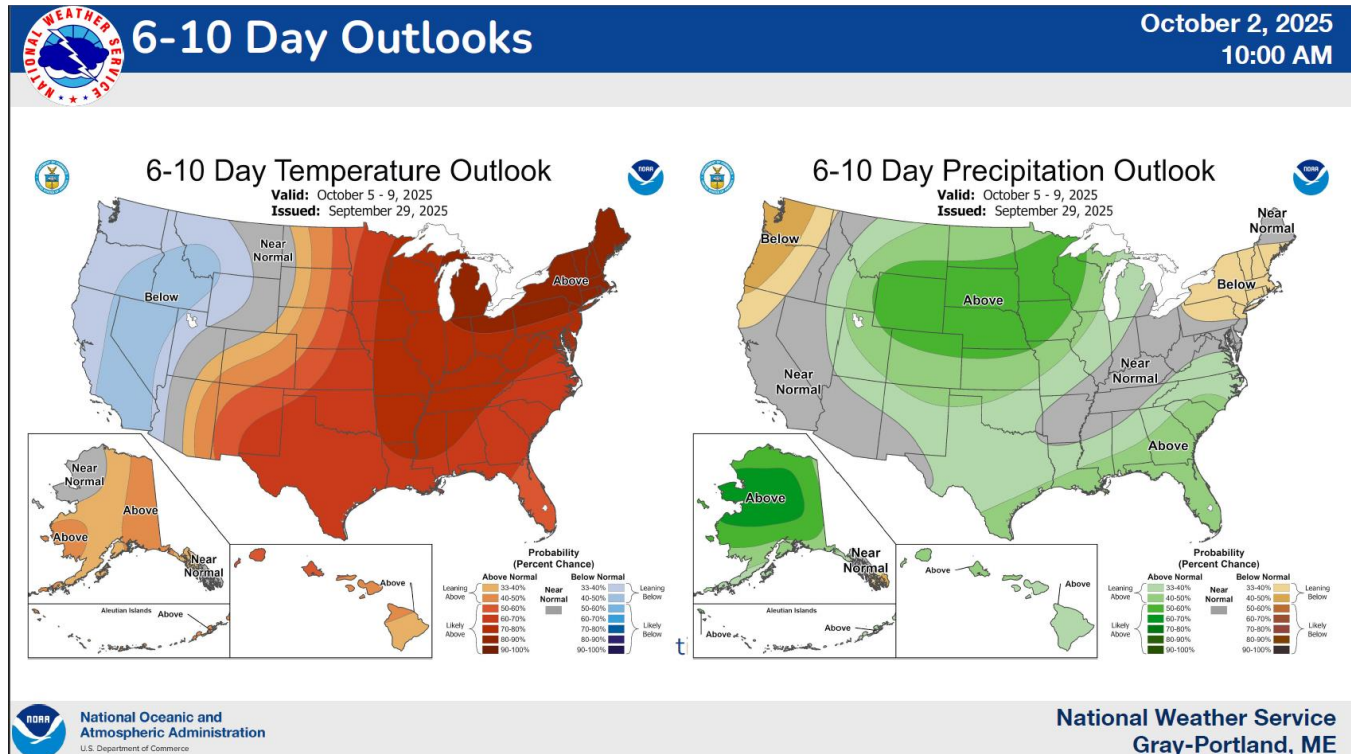 NATIONAL WEATHER SERVICE
6-10 Day Outlooks
October 2, 2025
10:00 AM
6-10 Day Temperature Outlook
Valid: October 5 - 9, 2025
Issued: September 29, 2025
NOAA
Near
Normal
Below
Above
Near
Normal
Above
Above
Near
Normal
Aleutian Islands
Above
Above
Probability
(Percent Chance)
Above Normal
Below Normal
Leaning
Above
Likely
Above
33-40%
40-50%
50-60%
60-70%
70-80%
80-90%
90-100%
Near
Normal
33-40%
40-50%
50-60%
60-70%
70-80%
80-90%
90-100%
Leaning
Below
Likely
Below
t
6-10 Day Precipitation Outlook
Valid: October 5 - 9, 2025
Issued: September 29, 2025
NOAA
Near
Normal
Below
Below
Above
Near
Normal
Near
Normal
Above
Above
Near
Normal
Above
Aleutian Islands
Above
Above
Probability
(Percent Chance)
Above Normal
Below Normal
Leaning
Above
Likely
Above
33-40%
40-50%
50-60%
60-70%
70-80%
80-90%
90-100%
Near
Normal
33-40%
40-50%
50-60%
60-70%
70-80%
80-90%
90-100%
Leaning
Below
Likely
Below
NOAA
National Oceanic and
Atmospheric Administration
U.S. Department of Commerce
National Weather Service
Gray-Portland, ME